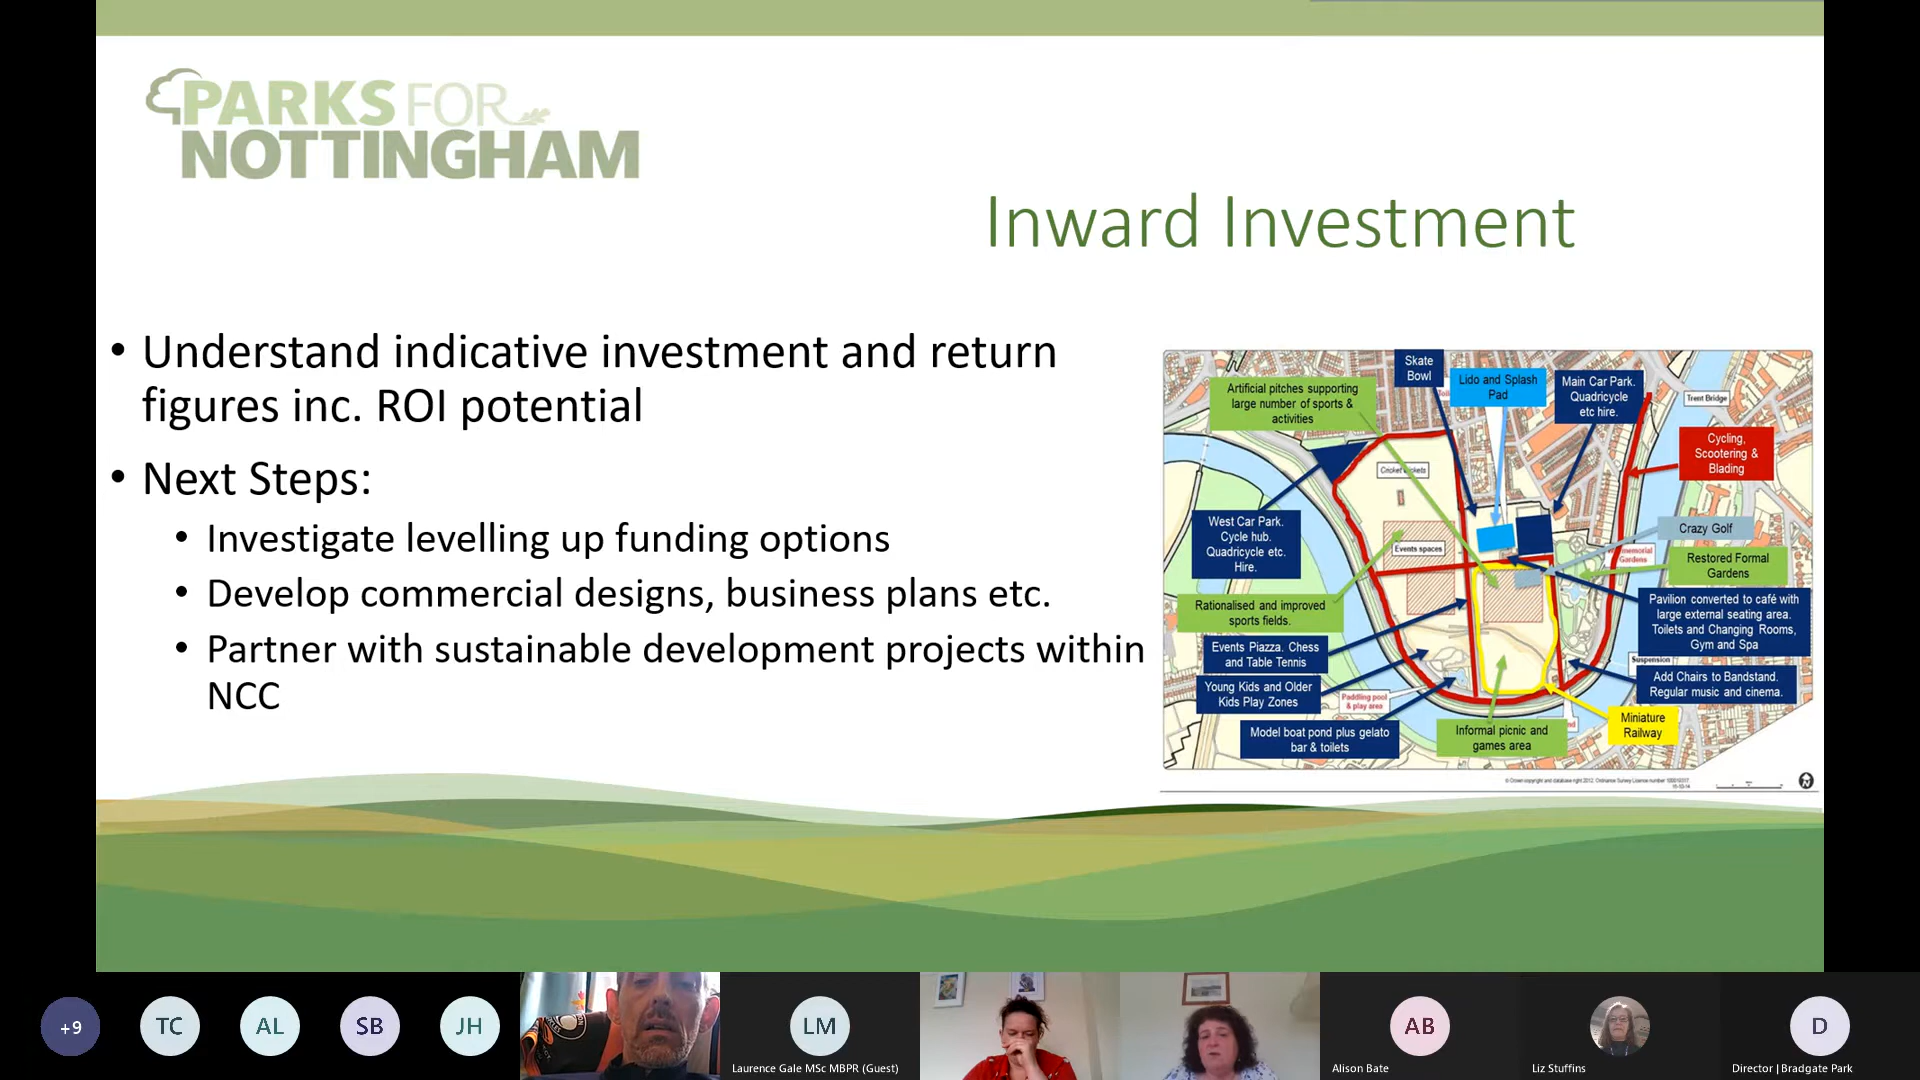 PARKS FOR
NOTTINGHAM
Inward Investment
• Understand indicative investment and return
figures inc. ROI potential
• Next Steps:
• Investigate levelling up funding options
• Develop commercial designs, business plans etc.
• Partner with sustainable development projects within
NCC
Skate
Bowl
Lido and Splash
Pad
Main Car Park.
Quadricycle
etc hire.
Artificial pitches supporting
large number of sports &
activities
Trent Bridge
Cycling,
Scootering &
Blading
West Car Park.
Cycle hub.
Quadricycle etc.
Hire.
Events spaces
Crazy Golf
memorial
Gardens
Restored Formal
Gardens
Rationalised and improved
sports fields.
Pavilion converted to café with
large external seating area.
Toilets and Changing Rooms,
Gym and Spa
Events Piazza. Chess
and Table Tennis
Suspension
Young Kids and Older
Kids Play Zones
Paddling pool
& play area
Add Chairs to Bandstand.
Regular music and cinema.
Model boat pond plus gelato
bar & toilets
Informal picnic and
games area
Miniature
Railway
+9
TC
AL
SB
JH
LM
Laurence Gale MSc MBPR (Guest)
AB
Alison Bate
Liz Stuffins
D
Director | Bradgate Park